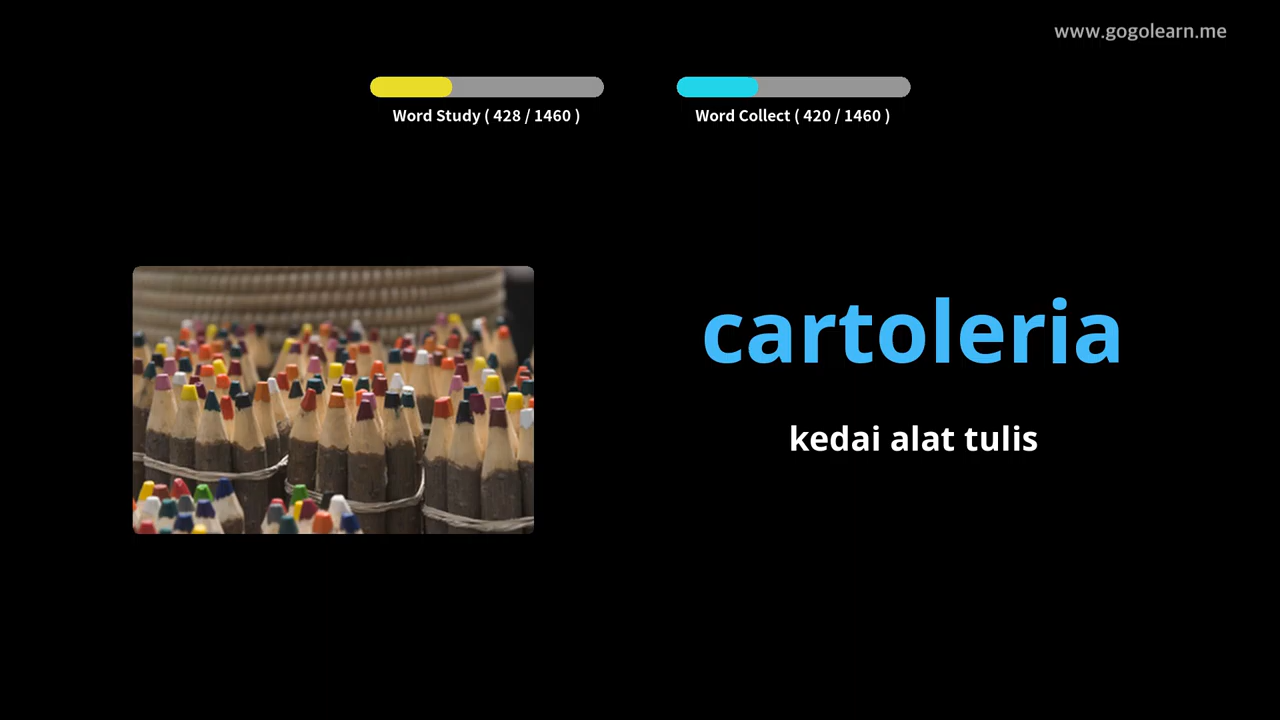 www.gogolearn.me
Word Study ( 428 / 1460 )
Word Collect ( 420 / 1460 )
cartoleria
kedai alat tulis